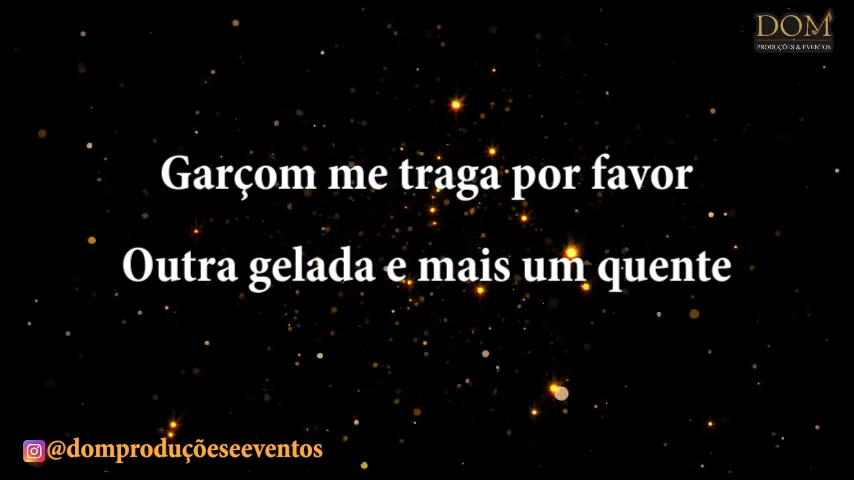 DOM
PRODUÇÕES & EVENTOS
Garçom me traga por favor
Outra gelada e mais um quente
@domproduçõeseeventos